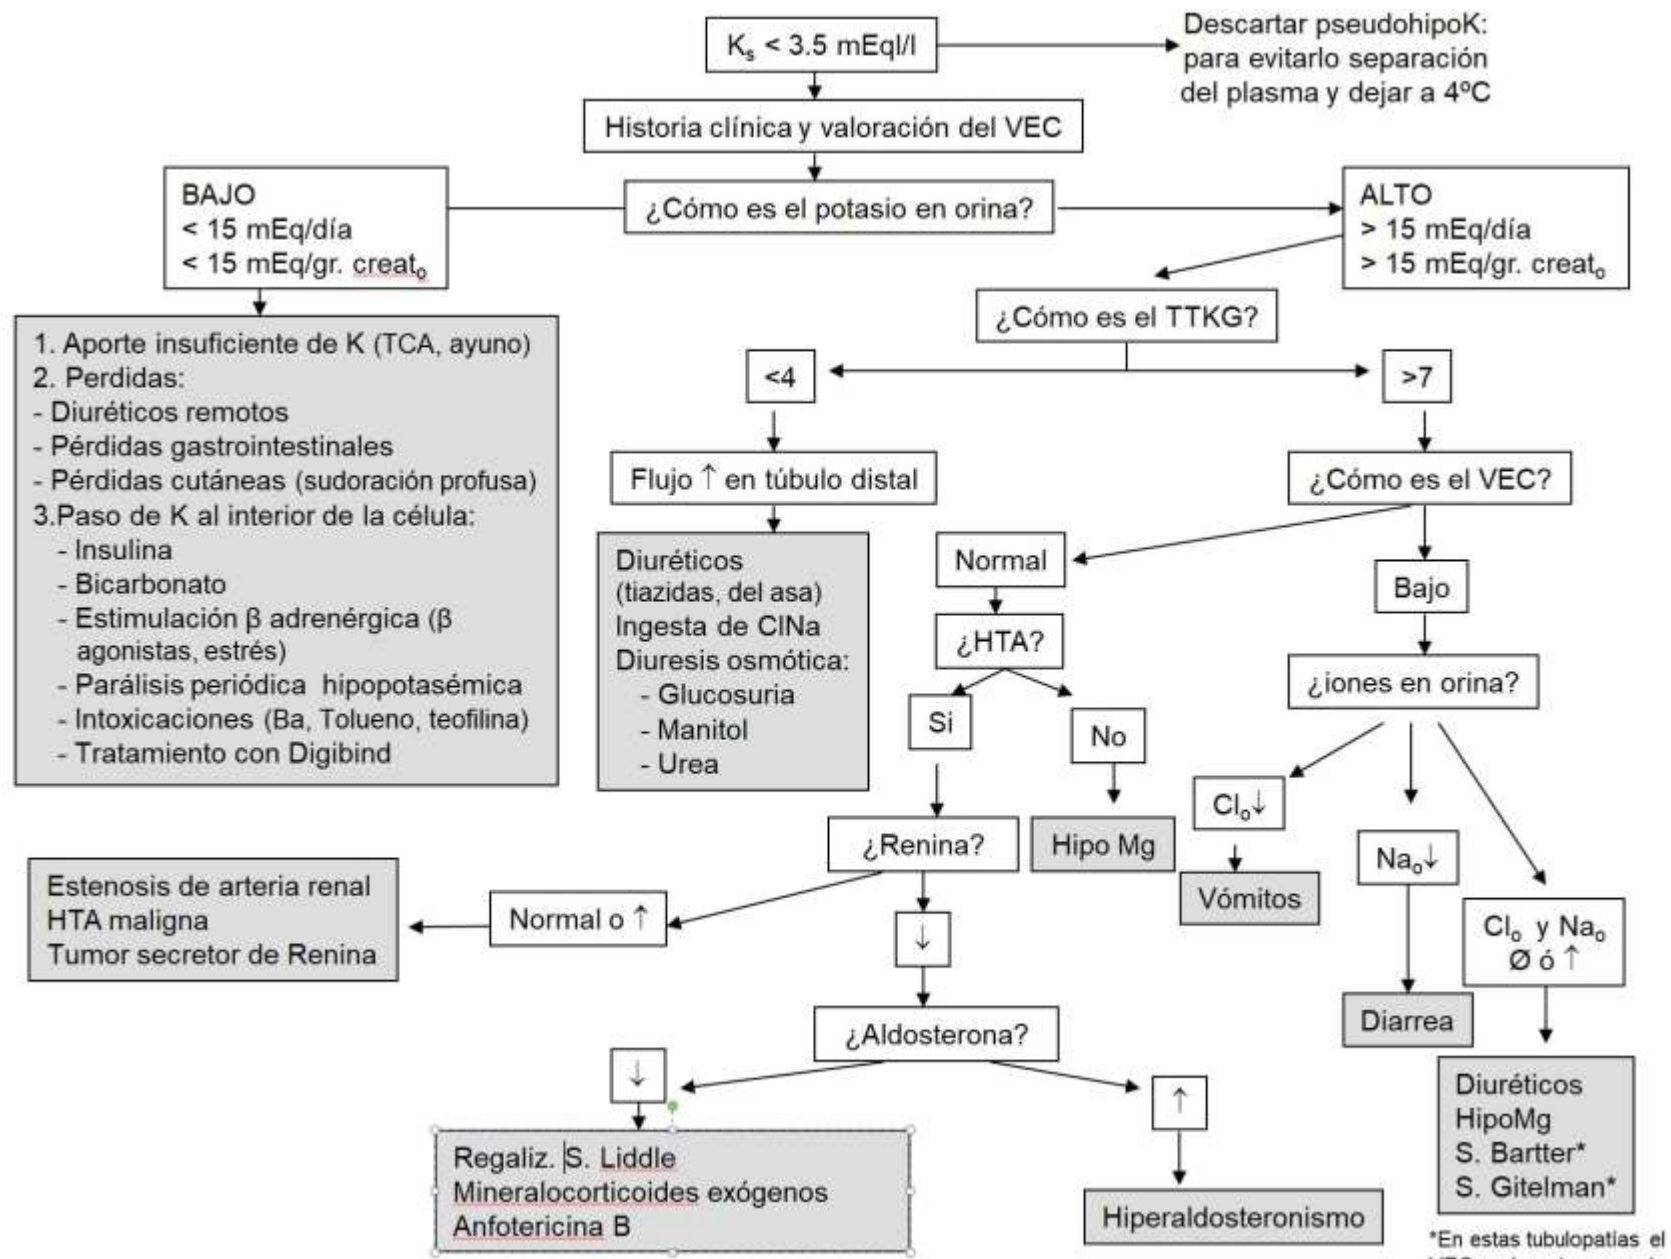 Ks < 3.5 mEql/l
Descartar pseudohipoK:
para evitarlo separación
del plasma y dejar a 4ºC
Historia clínica y valoración del VEC
¿Cómo es el potasio en orina?
BAJO
< 15 mEq/día
< 15 mEq/gr. creato
ALTO
> 15 mEq/día
> 15 mEq/gr. creato
1. Aporte insuficiente de K (TCA, ayuno)
2. Perdidas:
- Diuréticos remotos
- Pérdidas gastrointestinales
- Pérdidas cutáneas (sudoración profusa)
3.Paso de K al interior de la célula:
- Insulina
- Bicarbonato
- Estimulación β adrenérgica (β
agonistas, estrés)
- Parálisis periódica hipopotasémica
- Intoxicaciones (Ba, Tolueno, teofilina)
- Tratamiento con Digibind
¿Cómo es el TTKG?
<4
>7
Flujo ↑ en túbulo distal
Diuréticos
(tiazidas, del asa)
Ingesta de ClNa
Diuresis osmótica:
- Glucosuria
- Manitol
- Urea
¿Cómo es el VEC?
Normal
Bajo
¿HTA?
Si
No
Hipo Mg
¿Renina?
Normal o ↑
Estenosis de arteria renal
HTA maligna
Tumor secretor de Renina
↓
¿Aldosterona?
↓
Regaliz. S. Liddle
Mineralocorticoides exógenos
Anfotericina B
↑
Hiperaldosteronismo
¿iones en orina?
Clo↓
Vómitos
Nao↓
Diarrea
Clo y Nao
Ø ó ↑
Diuréticos
HipoMg
S. Bartter*
S. Gitelman*
*En estas tubulopatías el